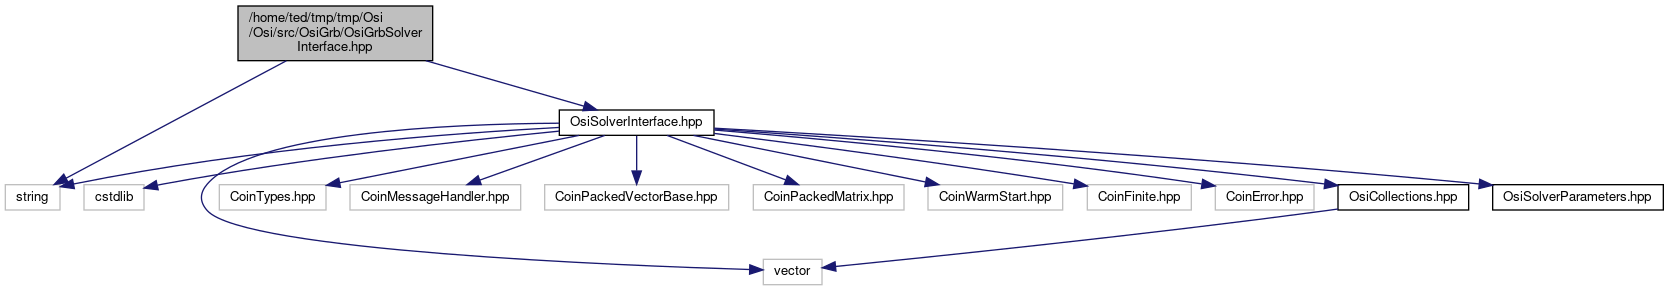 /home/ted/tmp/tmp/Osi
/Osi/src/OsiGrb/OsiGrbSolver
Interface.hpp
OsiSolverInterface.hpp
string
cstdlib
CoinTypes.hpp
CoinMessageHandler.hpp
CoinPackedVectorBase.hpp
CoinPackedMatrix.hpp
CoinWarmStart.hpp
CoinFinite.hpp
CoinError.hpp
OsiCollections.hpp
OsiSolverParameters.hpp
vector